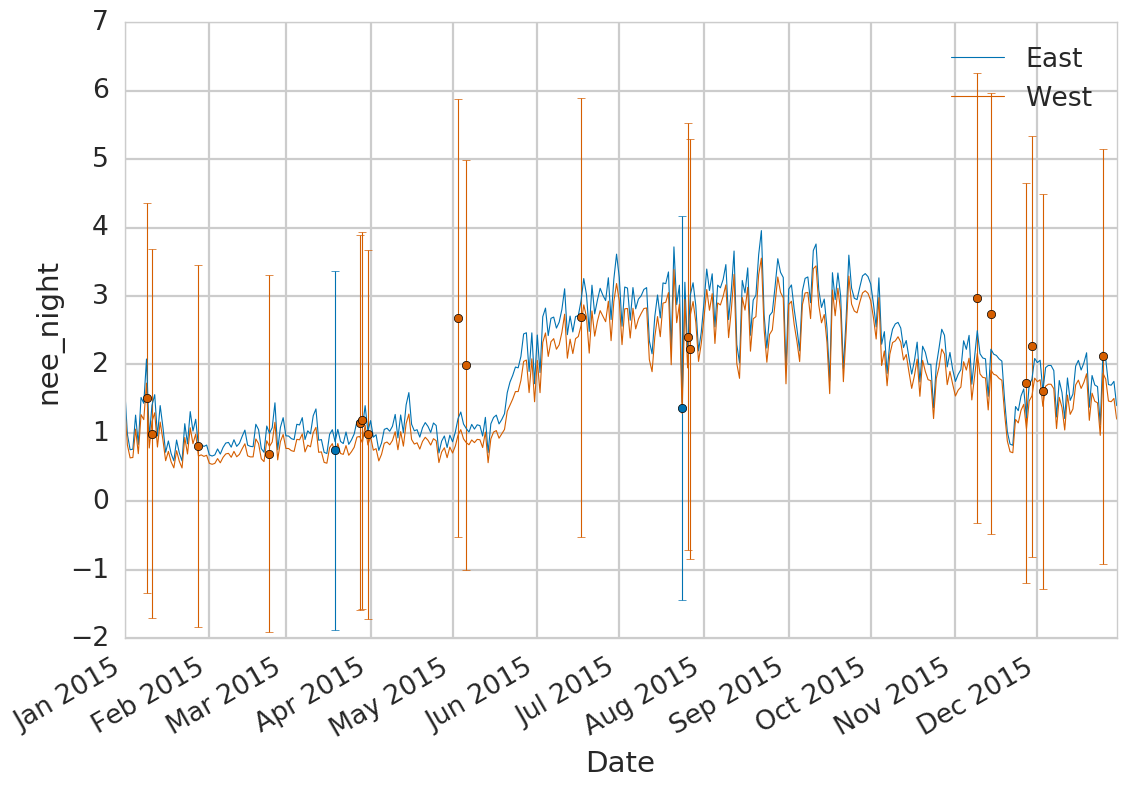 7
6
5
4
3
2
1
0
−1
−2
nee_night
East
West
Jan 2015
Feb 2015
Mar 2015
Apr 2015
May 2015
Jun 2015
Jul 2015
Aug 2015
Sep 2015
Oct 2015
Nov 2015
Dec 2015
Date